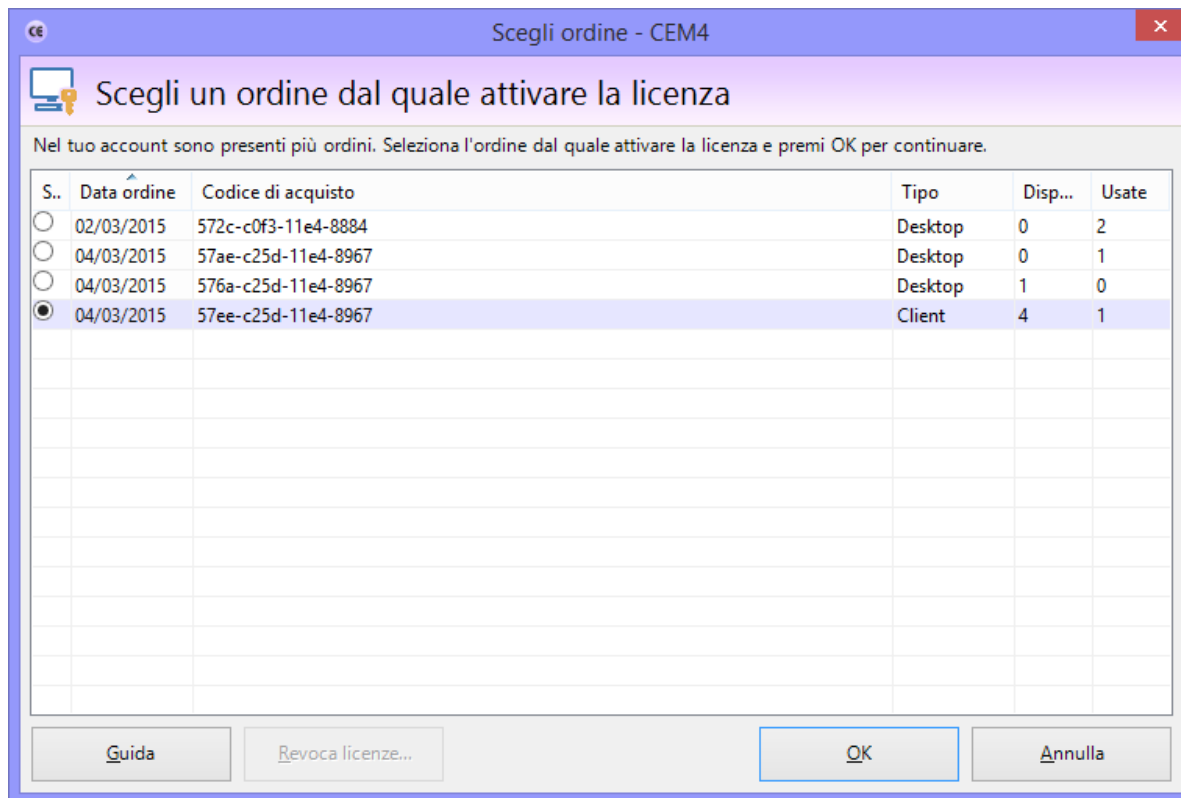 CE Scegli ordine - CEM4
Scegli un ordine dal quale attivare la licenza
Nel tuo account sono presenti più ordini. Seleziona l'ordine dal quale attivare la licenza e premi OK per continuare.
S.. Data ordine Codice di acquisto Tipo Disp... Usate
02/03/2015 572c-c0f3-11e4-8884 Desktop 0 2
04/03/2015 57ae-c25d-11e4-8967 Desktop 0 1
04/03/2015 576a-c25d-11e4-8967 Desktop 1 0
04/03/2015 57ee-c25d-11e4-8967 Client 4 1
Guida Revoca licenze... OK Annulla